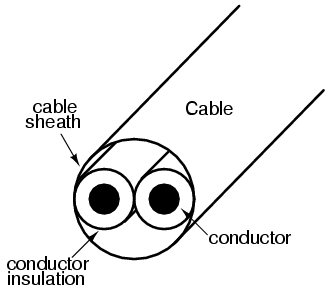 Cable
cable
sheath
conductor
conductor
insulation